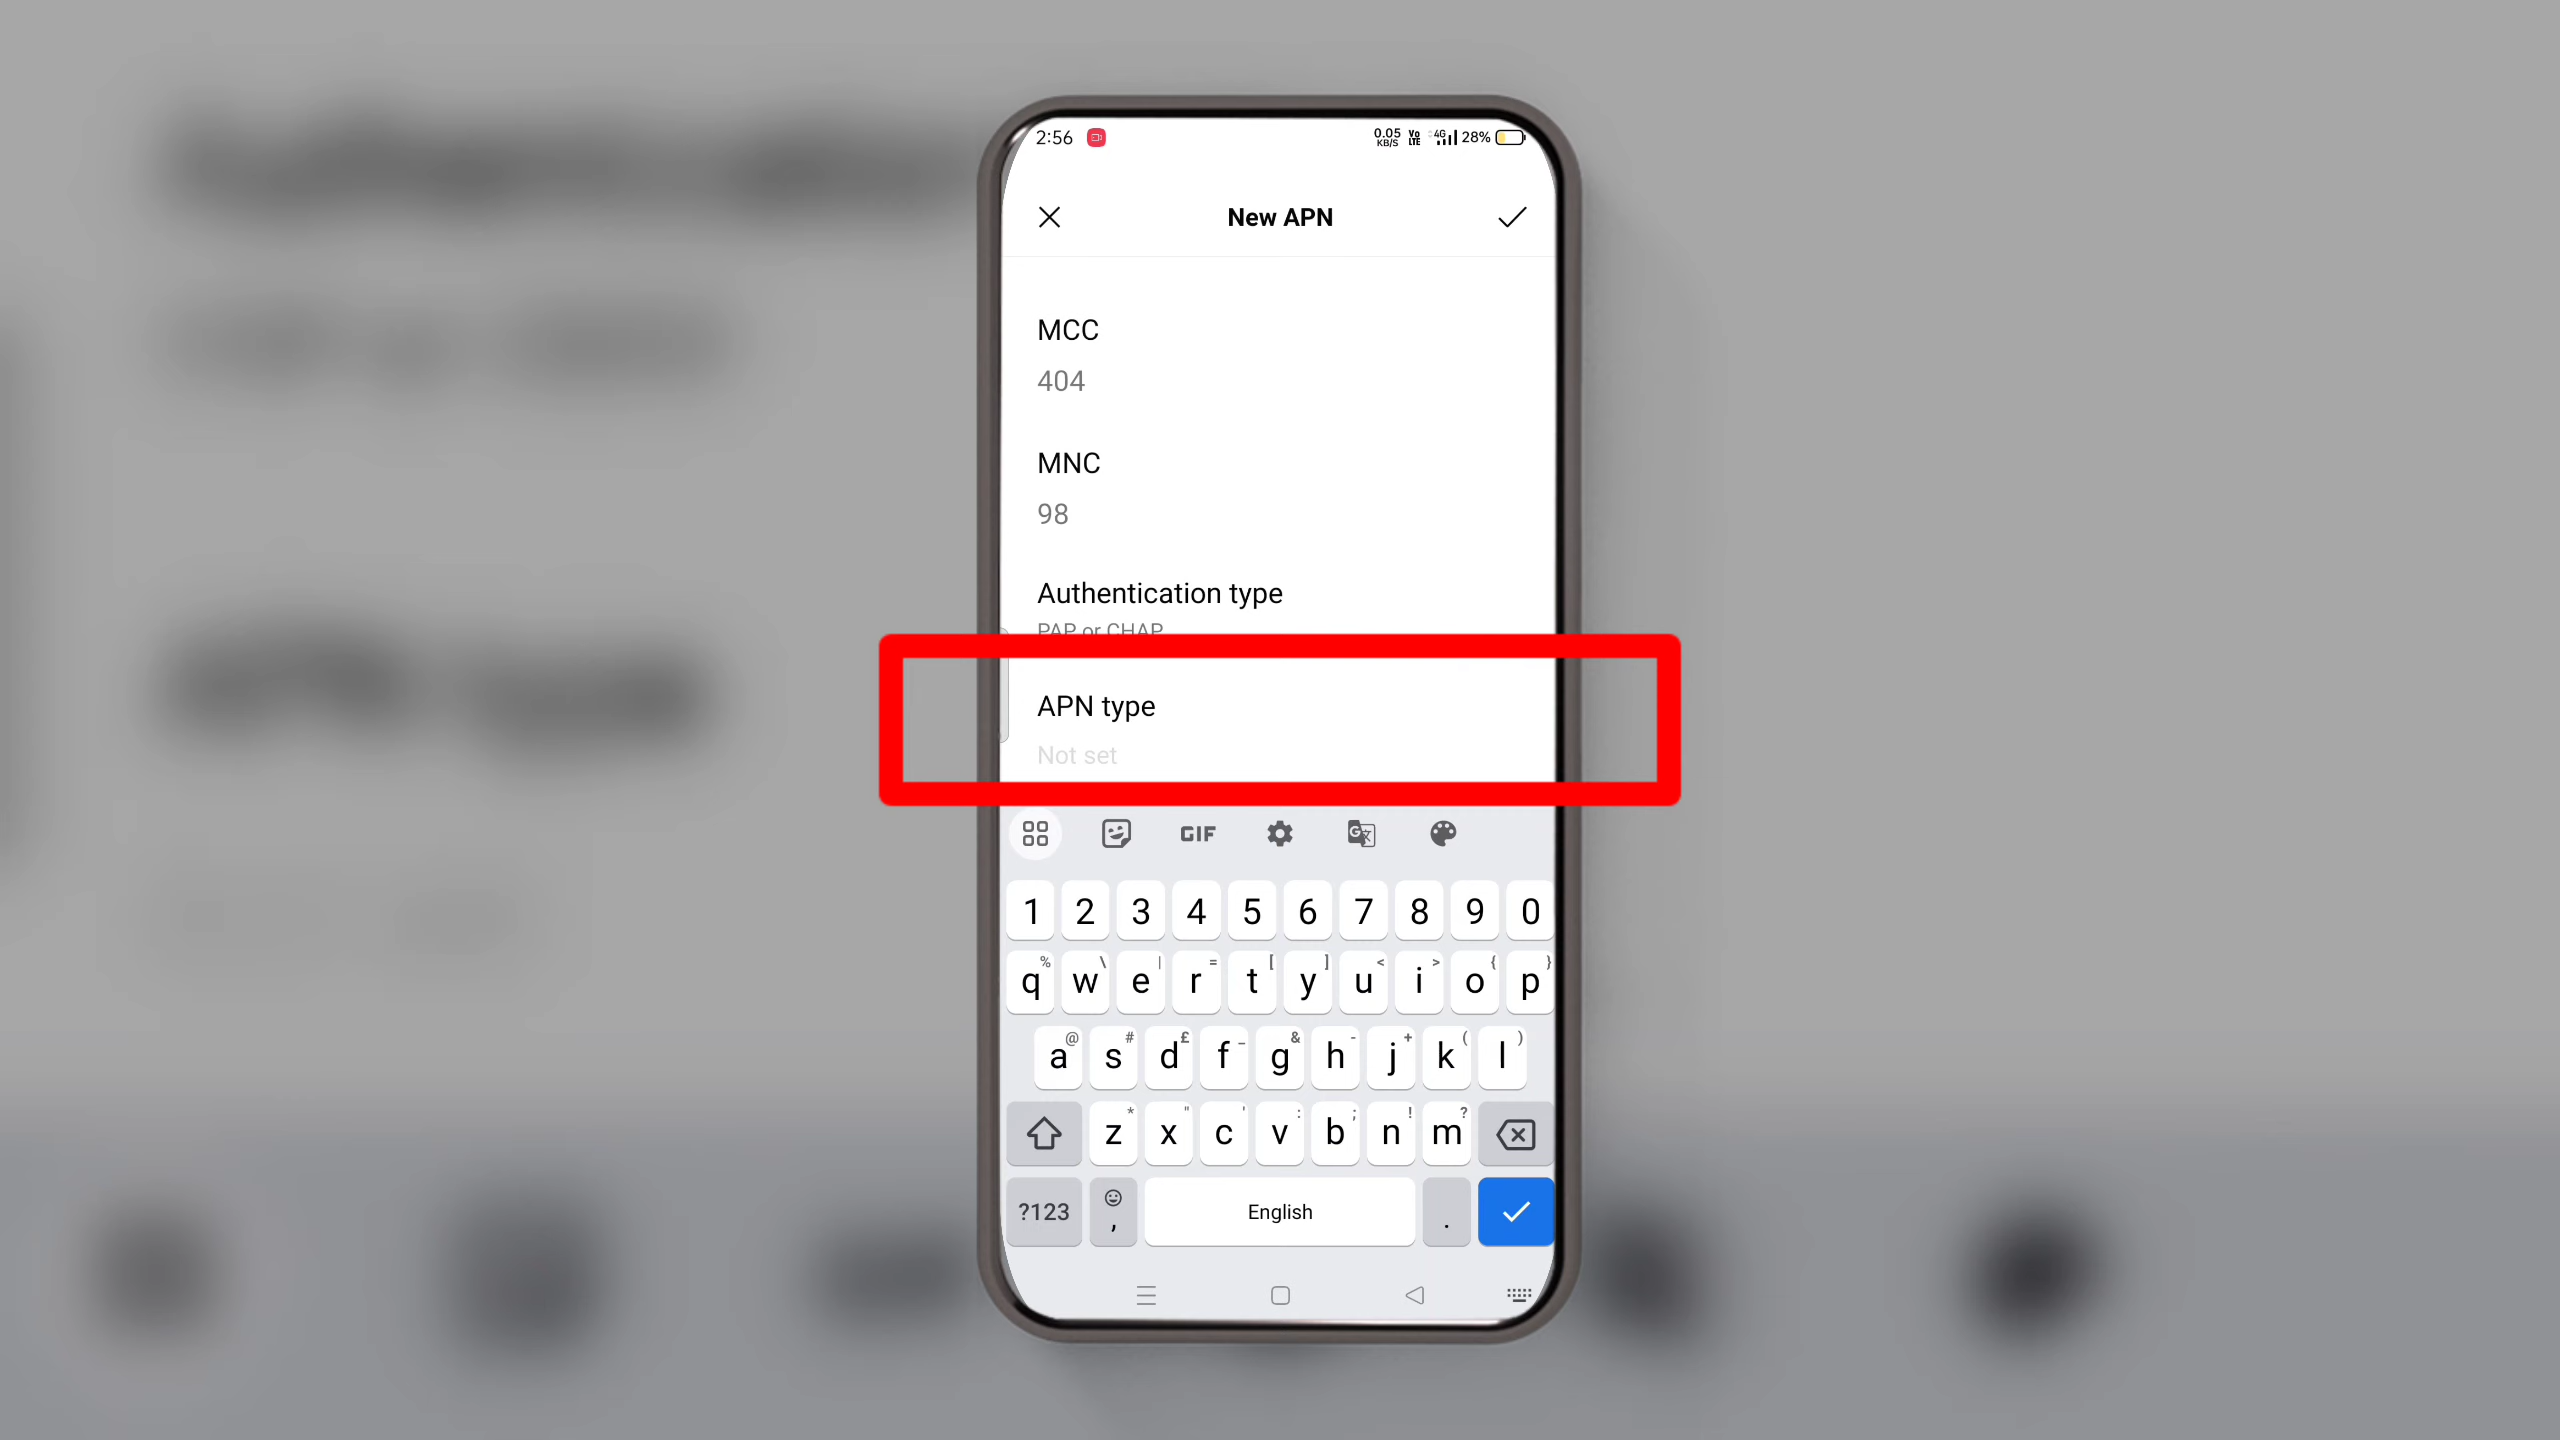 2:56 0.05 KB/S Vo LTE 4G 28%
New APN
MCC
404
MNC
98
Authentication type
PAP or CHAP
APN type
Not set
GIF
1 2 3 4 5 6 7 8 9 0
q % w \ e | r = t [ y ] u < i > o { p }
a @ s # d £ f _ g & h - j + k ( l )
z * x " c ' v : b ; n ! m ?
?123 , English .